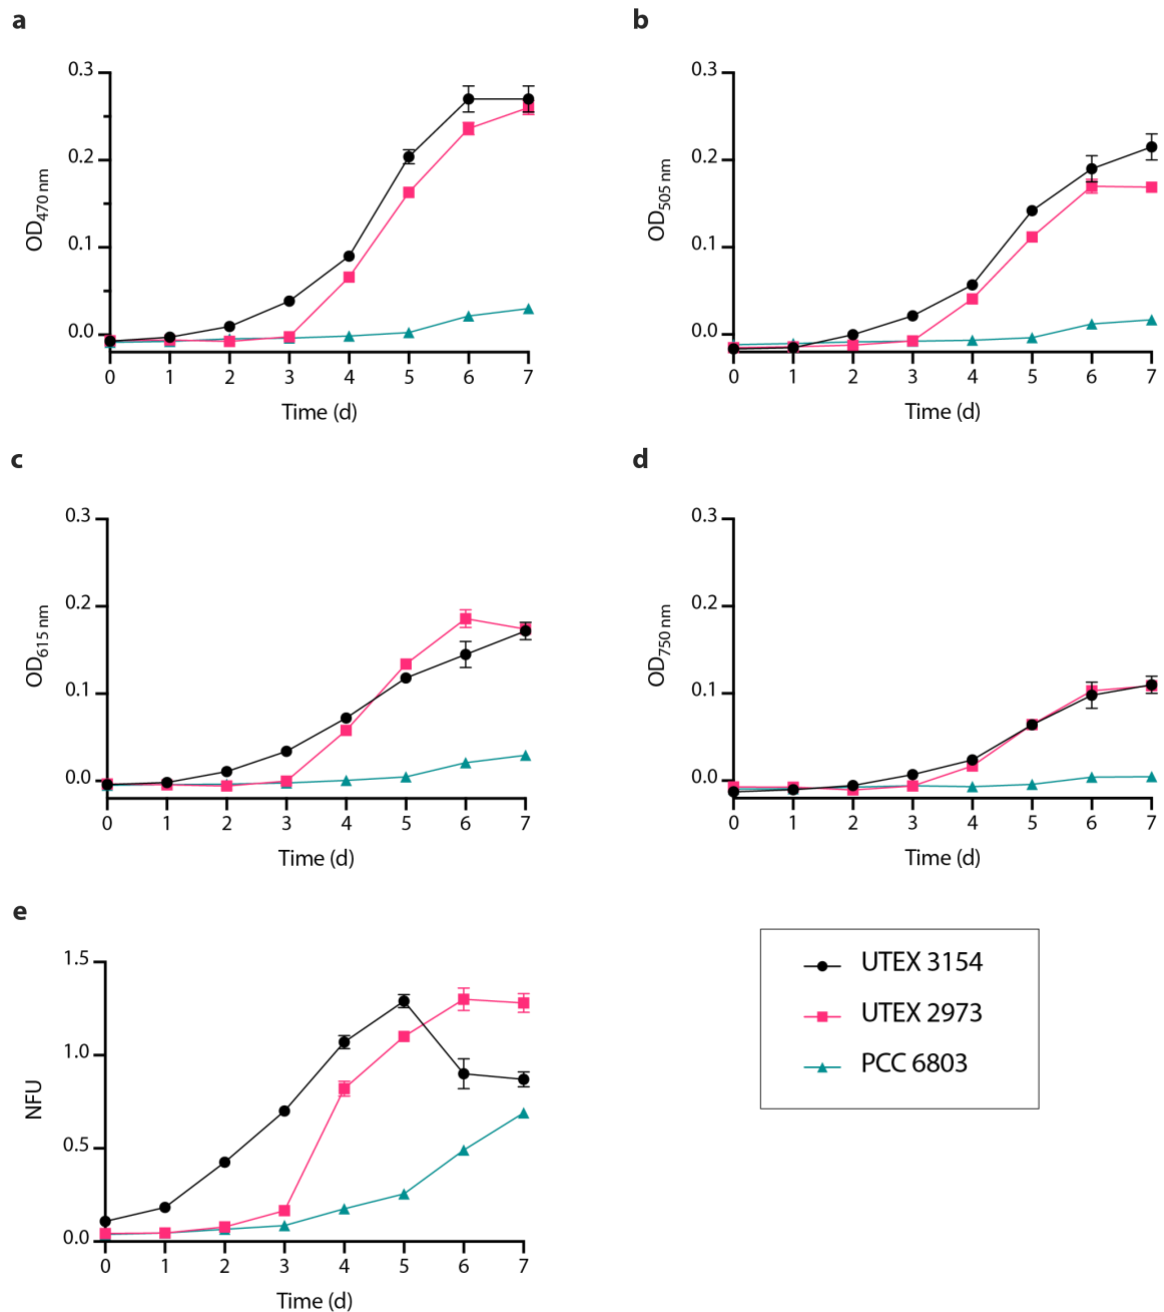 a
0.3
0.2
0.1
0.0
OD470 nm
0 1 2 3 4 5 6 7
Time (d)
b
0.3
0.2
0.1
0.0
OD505 nm
0 1 2 3 4 5 6 7
Time (d)
c
0.3
0.2
0.1
0.0
OD615 nm
0 1 2 3 4 5 6 7
Time (d)
d
0.3
0.2
0.1
0.0
OD750 nm
0 1 2 3 4 5 6 7
Time (d)
e
1.5
1.0
0.5
0.0
NFU
0 1 2 3 4 5 6 7
Time (d)
UTEX 3154
UTEX 2973
PCC 6803